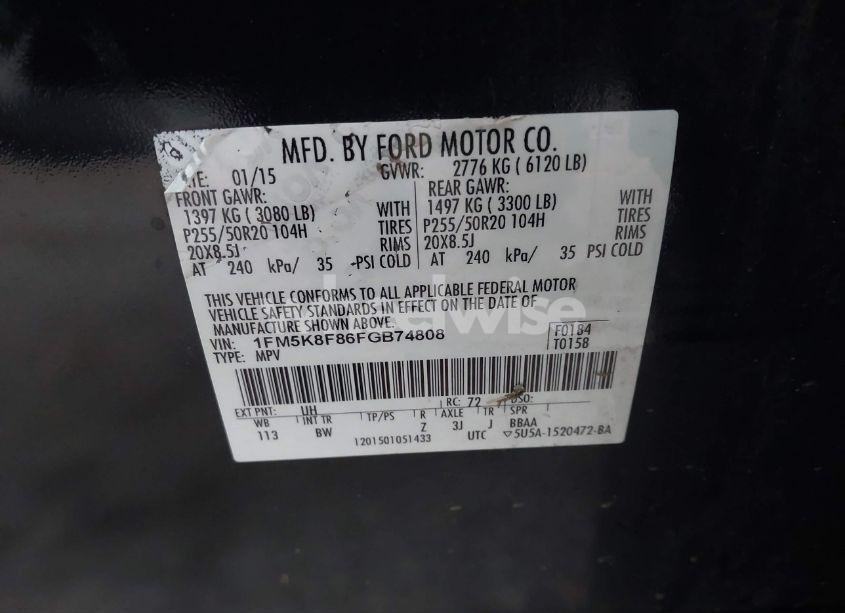 MFD. BY FORD MOTOR CO.
01/15 GVWR: 2776 KG ( 6120 LB)
FRONT GAWR: REAR GAWR:
1397 KG ( 3080 LB) WITH 1497 KG ( 3300 LB) WITH
P255/50R20 104H TIRES P255/50R20 104H TIRES
20X8.5J RIMS 20X8.5J RIMS
AT 240 kPa/ 35 PSI COLD AT 240 kPa/ 35 PSI COLD
THIS VEHICLE CONFORMS TO ALL APPLICABLE FEDERAL MOTOR
VEHICLE SAFETY STANDARDS IN EFFECT ON THE DATE OF
MANUFACTURE SHOWN ABOVE.
VIN: 1FM5K8F86FGB74808 F0184
TYPE: MPV T0158
RC: 72 DSO:
EXT PNT: UH
WB INT TR TP/PS R AXLE TR SPR
113 BW Z 3J J BBAA
1201501051433 UTC ▽5U5A-1520472-BA